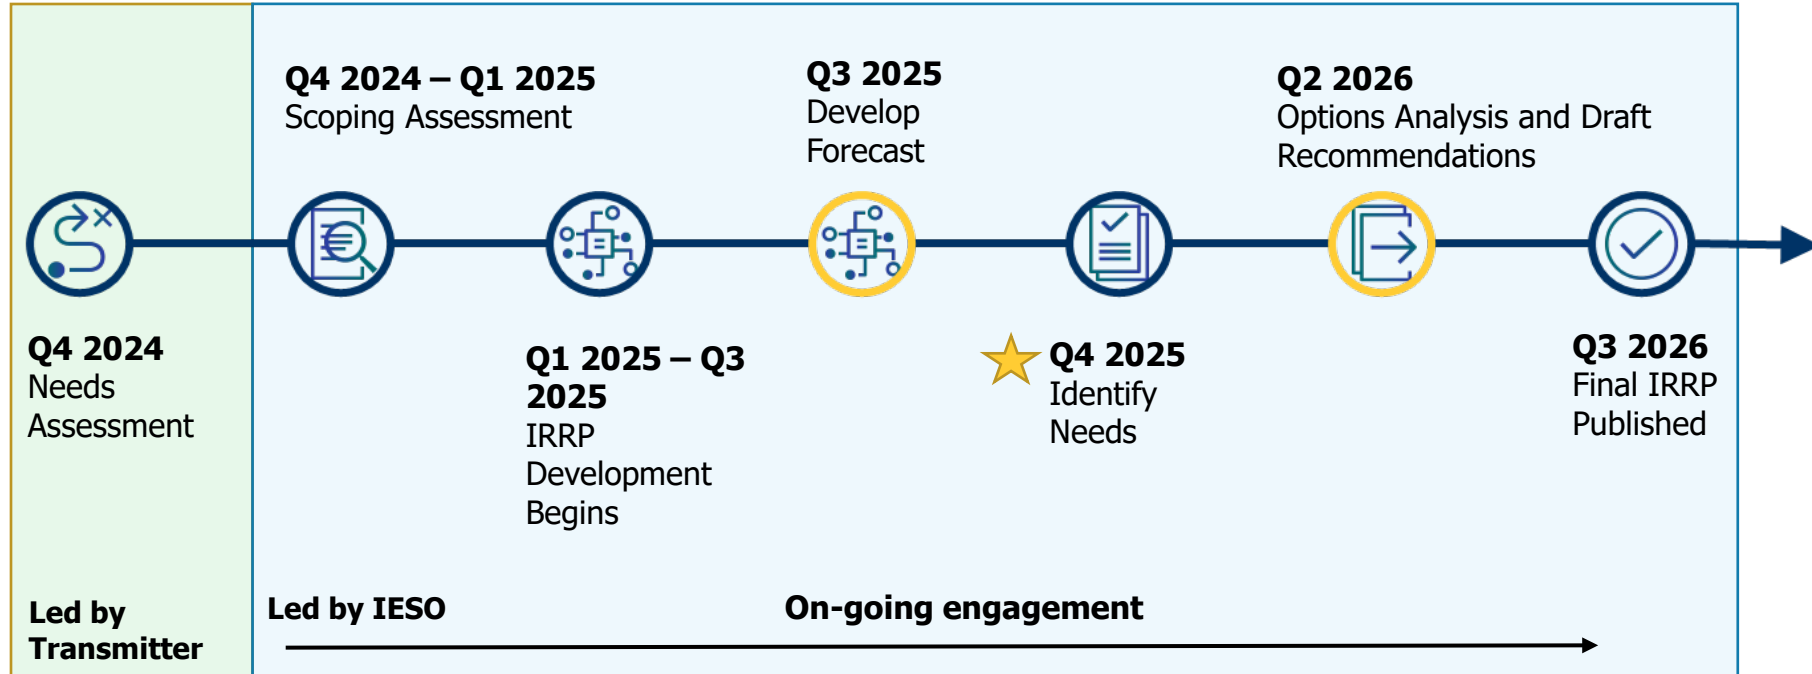 Q4 2024 – Q1 2025
Scoping Assessment
Q3 2025
Develop
Forecast
Q2 2026
Options Analysis and Draft
Recommendations
Q4 2024
Needs
Assessment
Q1 2025 – Q3
2025
IRRP
Development
Begins
Q4 2025
Identify
Needs
Q3 2026
Final IRRP
Published
Led by
Transmitter
Led by IESO
On-going engagement